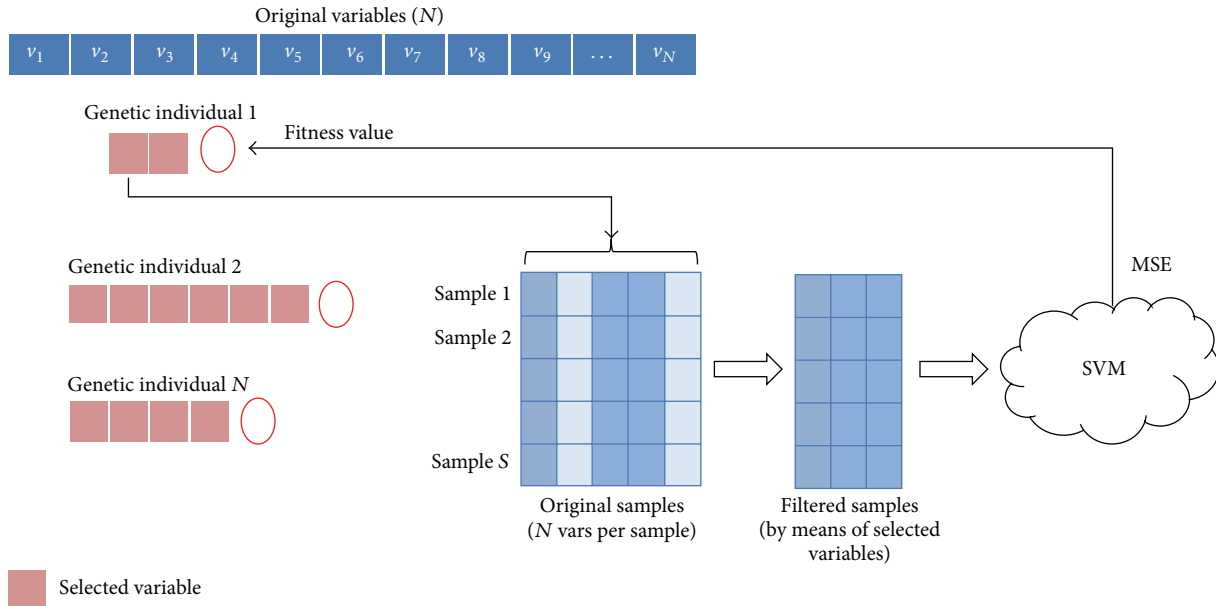 Original variables (N)
v1 v2 v3 v4 v5 v6 v7 v8 v9 ... vN
Genetic individual 1
Fitness value
Genetic individual 2
Genetic individual N
Sample 1
Sample 2
Sample S
Original samples
(N vars per sample)
Filtered samples
(by means of selected
variables)
MSE
SVM
Selected variable